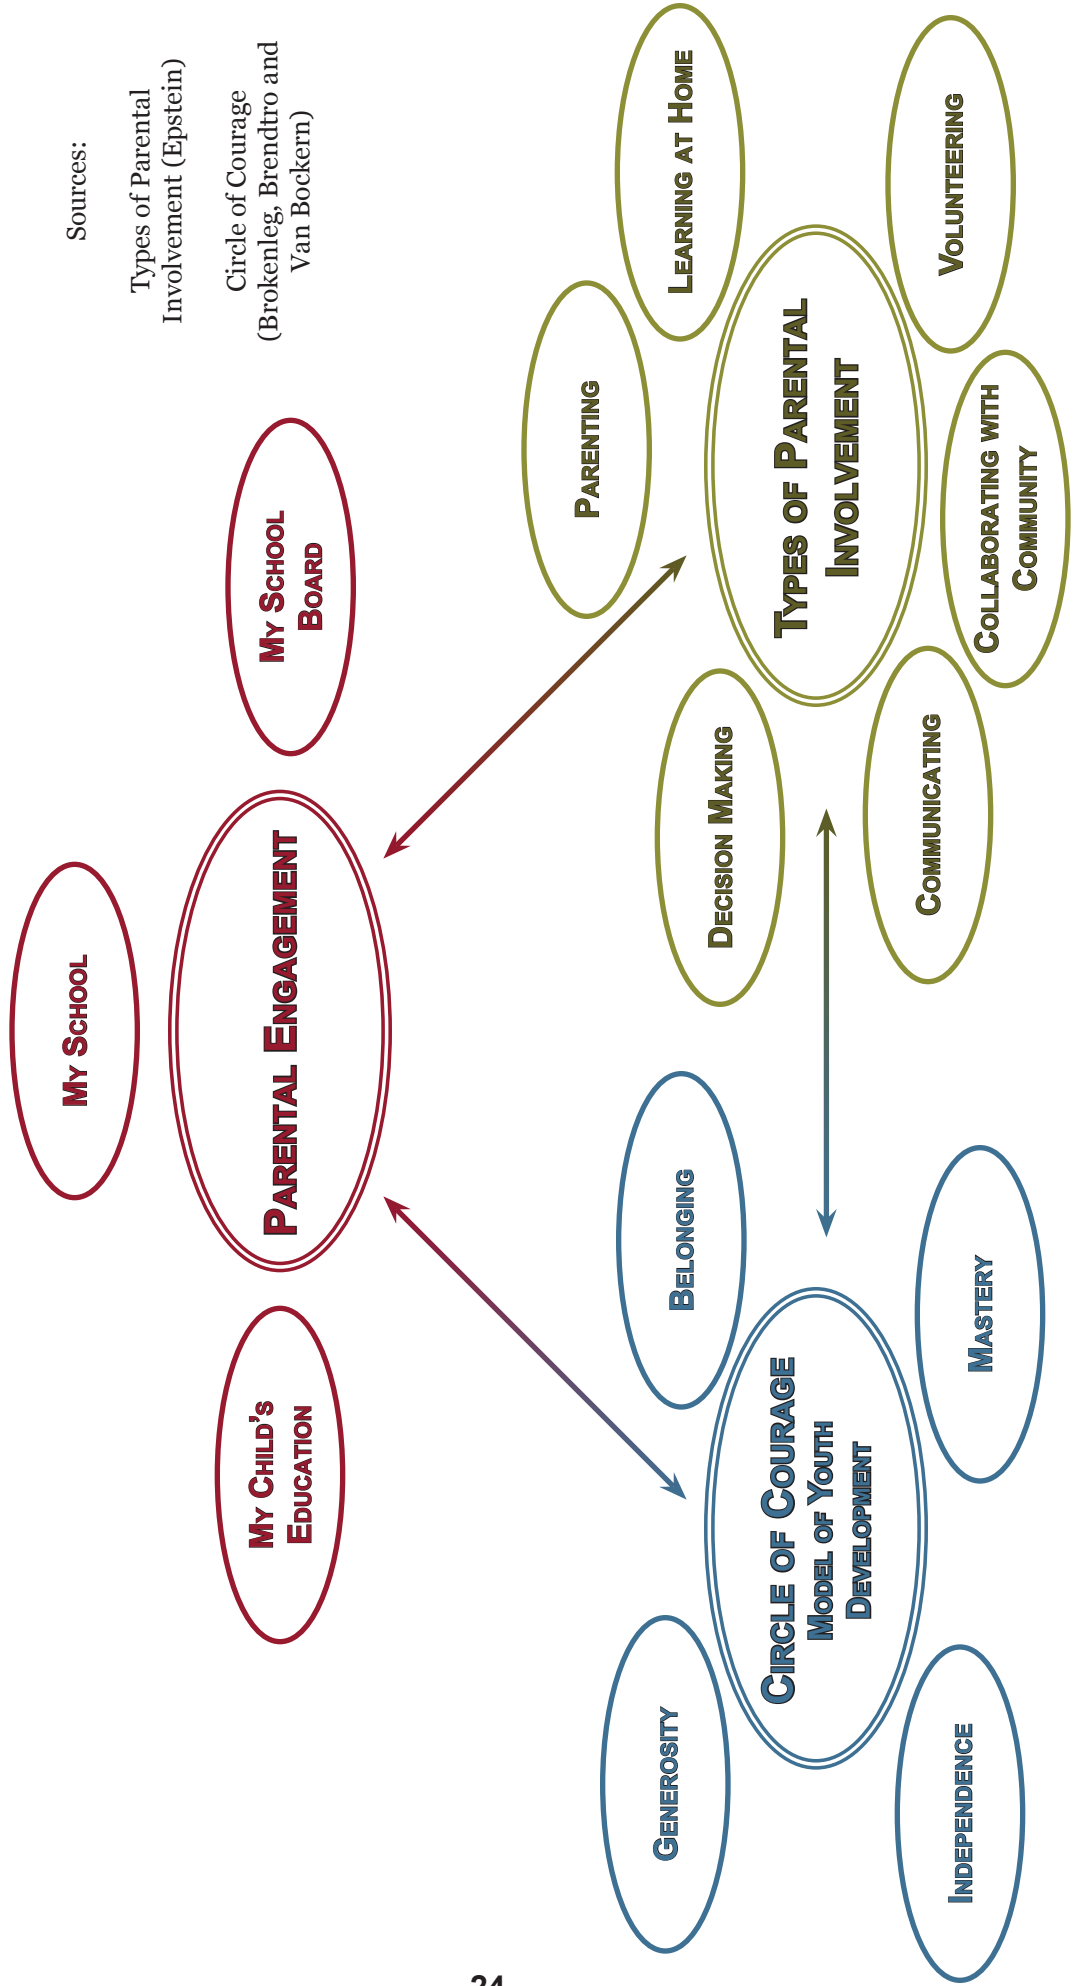 Sources:
Types of Parental
Involvement (Epstein)
Circle of Courage
(Brokenleg, Brendtro and
Van Bockern)
My School
My Child's
Education
Parental Engagement
My School
Board
Generosity
Belonging
Circle of Courage
Model of Youth
Development
Independence
Mastery
Parenting
Learning at Home
Decision Making
Types of Parental
Involvement
Communicating
Collaborating with
Community
Volunteering
24